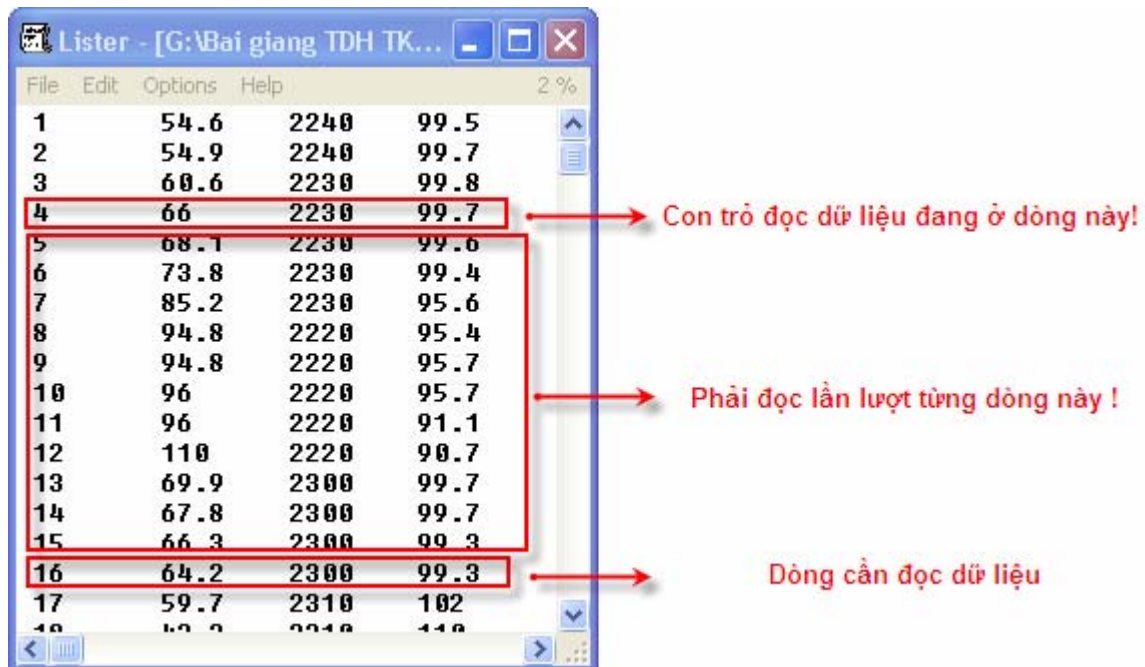 Lister - [G:\Bai giang TDH TK...
File Edit Options Help 2 %
1 54.6 2240 99.5
2 54.9 2240 99.7
3 60.6 2230 99.8
4 66 2230 99.7
Con trỏ đọc dữ liệu đang ở dòng này!
5 68.1 2230 99.6
6 73.8 2230 99.4
7 85.2 2230 95.6
8 94.8 2220 95.4
9 94.8 2220 95.7
10 96 2220 95.7
Phải đọc lần lượt từng dòng này !
11 96 2220 91.1
12 110 2220 90.7
13 69.9 2300 99.7
14 67.8 2300 99.7
15 66.3 2300 99.3
16 64.2 2300 99.3
Dòng cần đọc dữ liệu
17 59.7 2310 102